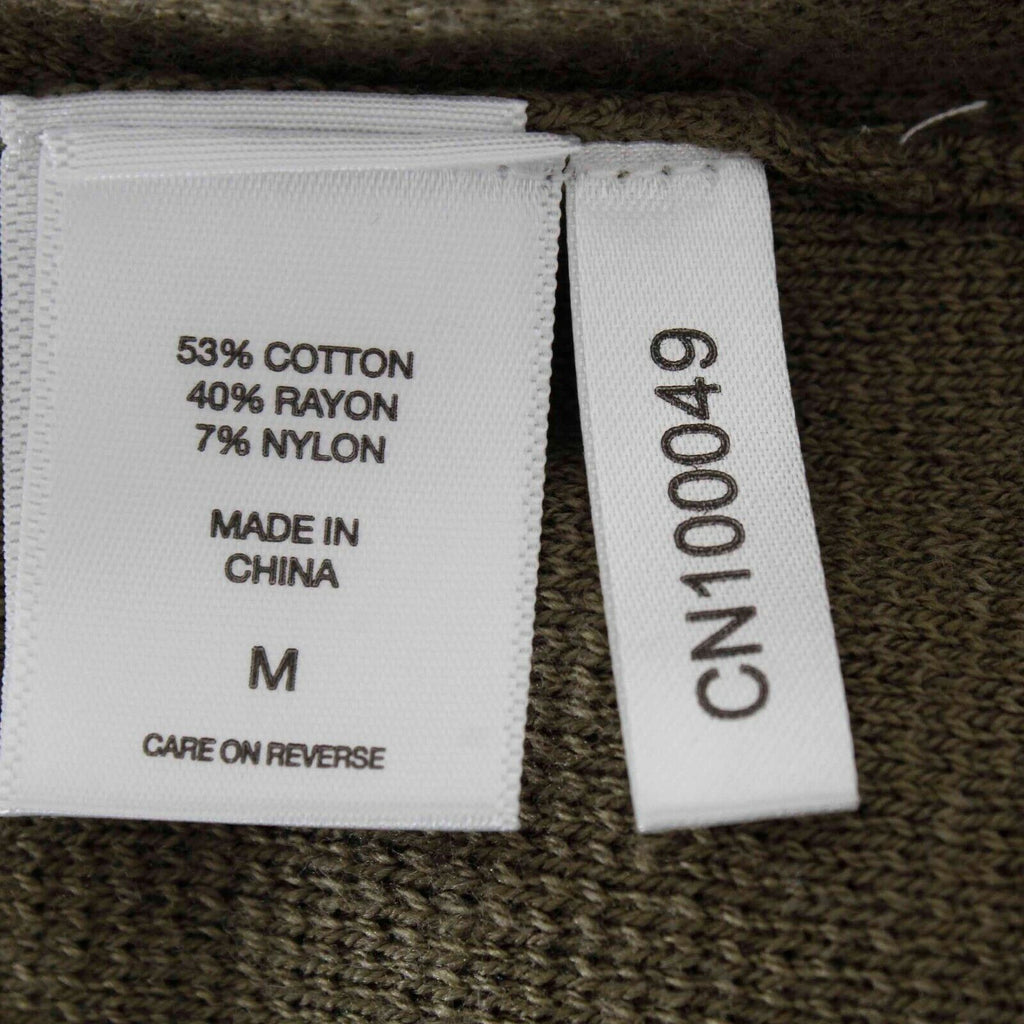 53% COTTON
40% RAYON
7% NYLON
MADE IN
CHINA
M
CARE ON REVERSE
CN100049